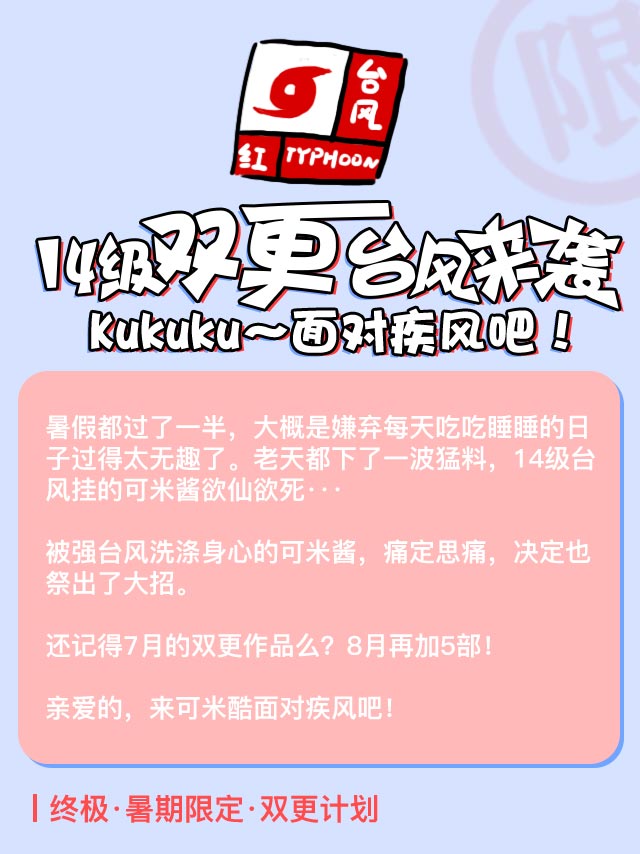 限
台风
红 TYPHOON
14级双更台风来袭
Kukuku～面对疾风吧！
暑假都过了一半，大概是嫌弃每天吃吃睡睡的日
子过得太无趣了。老天都下了一波猛料，14级台
风挂的可米酱欲仙欲死···
被强台风洗涤身心的可米酱，痛定思痛，决定也
祭出了大招。
还记得7月的双更作品么？8月再加5部！
亲爱的，来可米酷面对疾风吧！
终极·暑期限定·双更计划